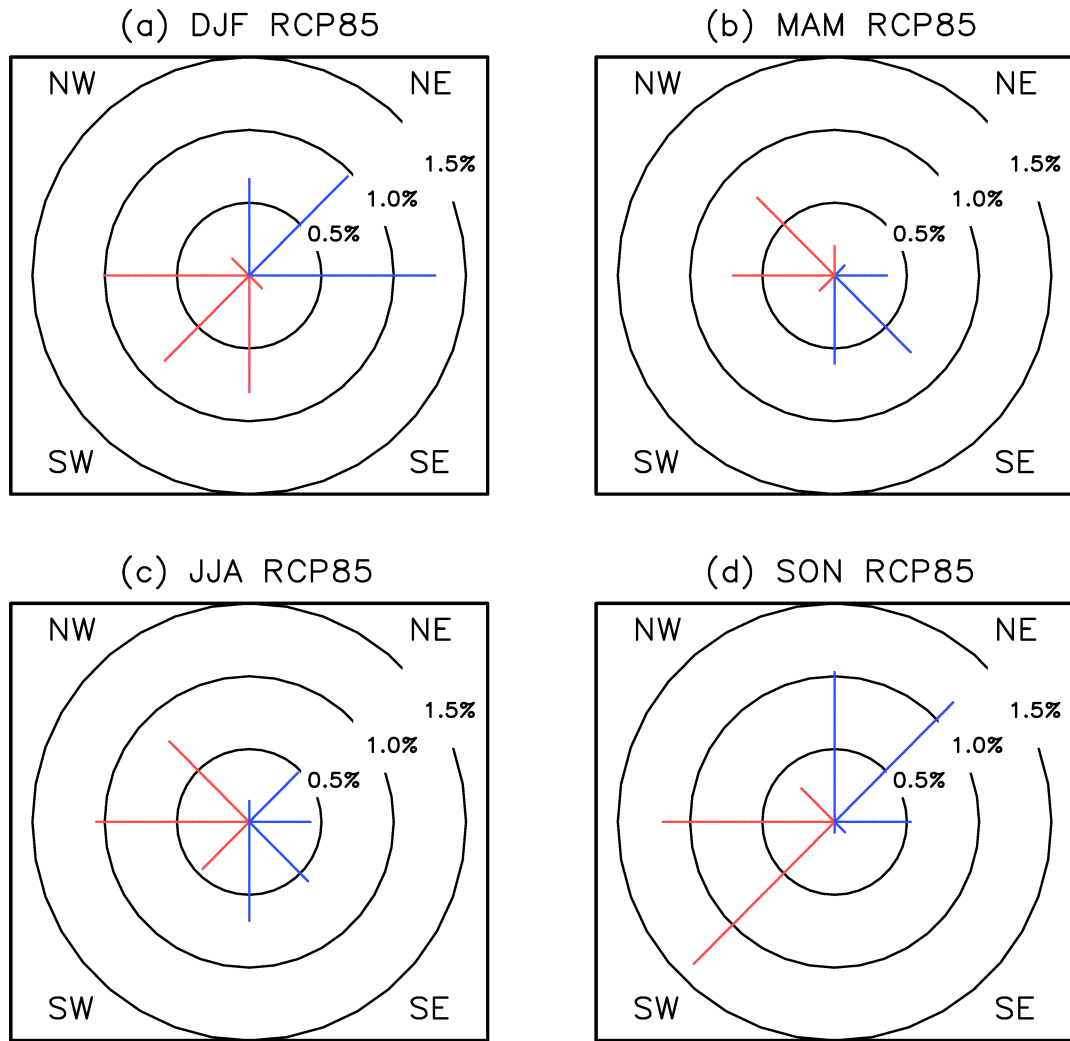 (a) DJF RCP85
NW NE
1.5%
1.0%
0.5%
SW SE
(b) MAM RCP85
NW NE
1.5%
1.0%
0.5%
SW SE
(c) JJA RCP85
NW NE
1.5%
1.0%
0.5%
SW SE
(d) SON RCP85
NW NE
1.5%
1.0%
0.5%
SW SE